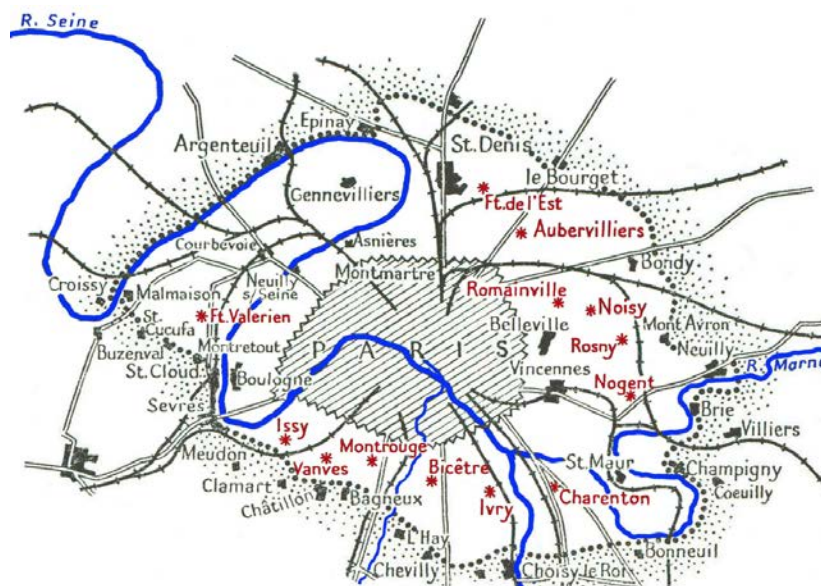 R. Seine
Epinay
Argenteuil
St. Denis
le Bourget
Gennevilliers
Ft. de l'Est
Aubervilliers
Courbevoie
Asnières
Bondy
Croissy
Malmaison
Neuilly
s/Seine
Montmartre
Romainville
Noisy
St.
Cucufa
Ft. Valerien
Belleville
Rosny
Mont Avron
Buzenval
Montretout
PARIS
Neuilly
St. Cloud
Boulogne
Vincennes
R. Marne
Nogent
Sèvres
Brie
Issy
Villiers
Meudon
Vanves
Montrouge
Bicêtre
St. Maur
Champigny
Clamart
Coeuilly
Châtillon
Bagneux
Ivry
Charenton
L'Hay
Bonneuil
Chevilly
Choisy le Roi